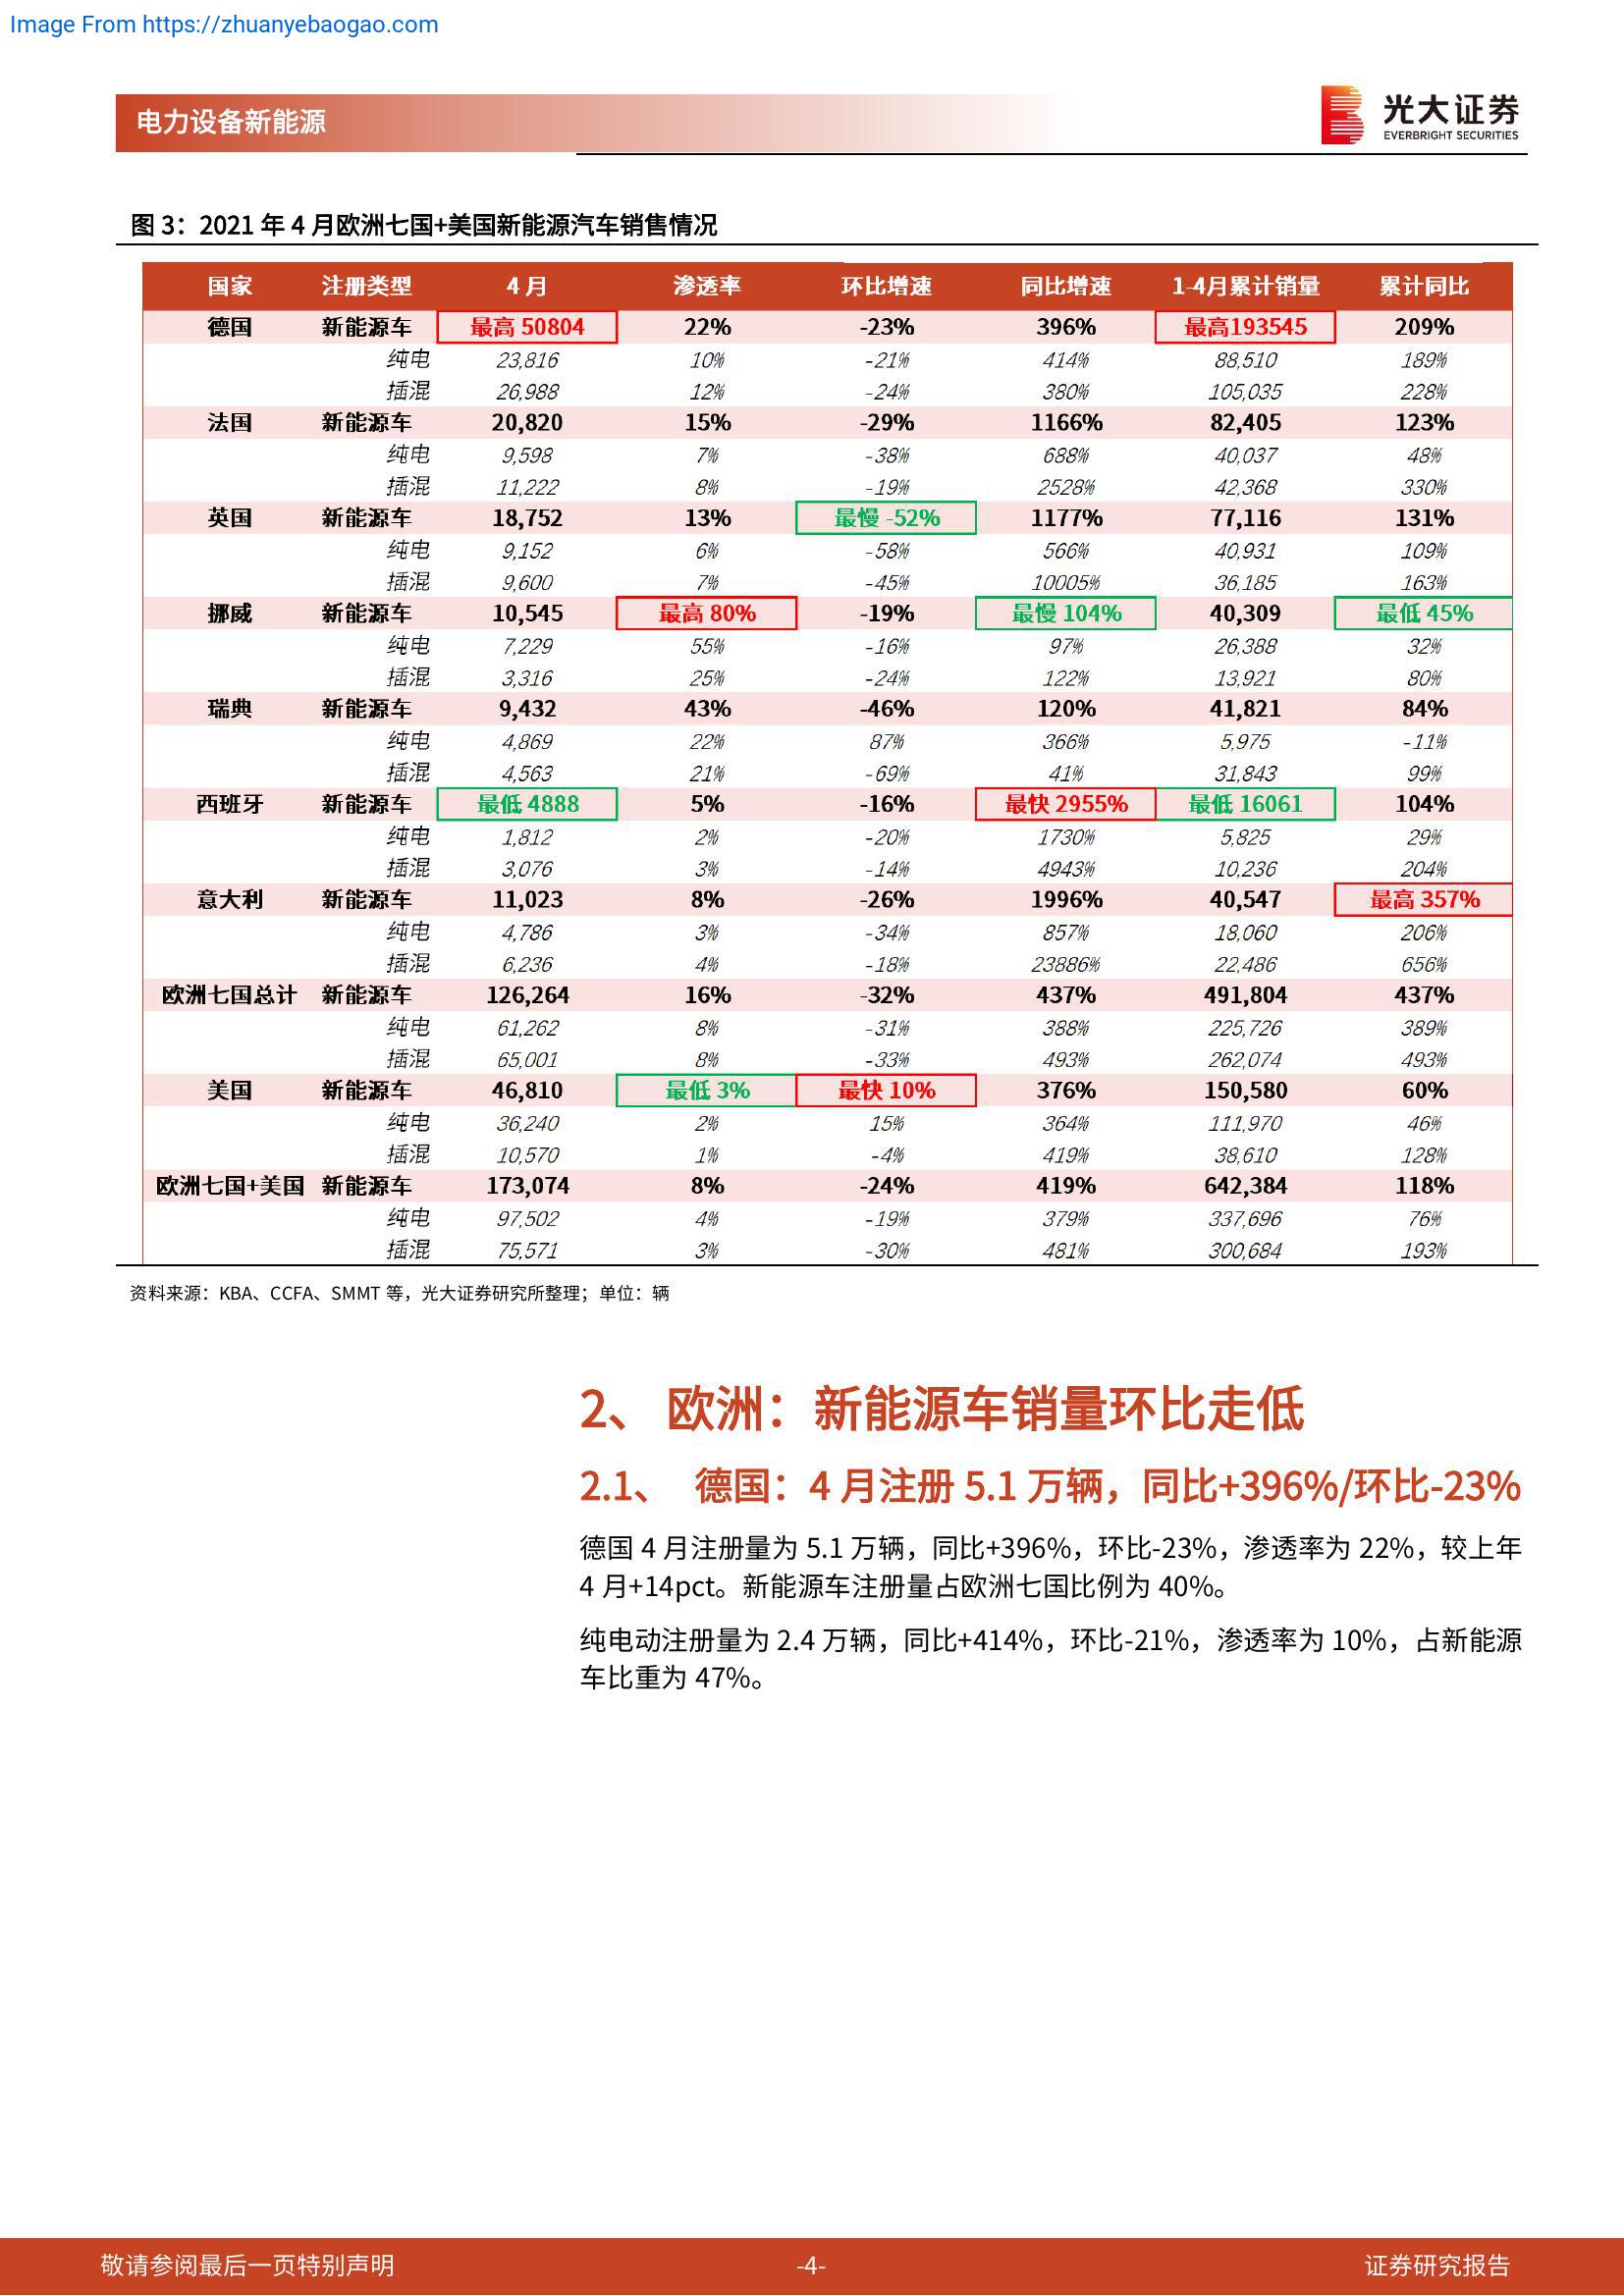 Image From https://zhuanyebaogao.com
电力设备新能源
光大证券
EVERBRIGHT SECURITIES
图 3：2021 年 4 月欧洲七国+美国新能源汽车销售情况
国家 注册类型 4 月 渗透率 环比增速 同比增速 1-4月累计销量 累计同比
德国 新能源车 最高 50804 22% -23% 396% 最高193545 209%
纯电 23,816 10% -21% 414% 88,510 189%
插混 26,988 12% -24% 380% 105,035 228%
法国 新能源车 20,820 15% -29% 1166% 82,405 123%
纯电 9,598 7% -38% 688% 40,037 48%
插混 11,222 8% -19% 2528% 42,368 330%
英国 新能源车 18,752 13% 最慢 -52% 1177% 77,116 131%
纯电 9,152 6% -58% 566% 40,931 109%
插混 9,600 7% -45% 10005% 36,185 163%
挪威 新能源车 10,545 最高 80% -19% 最慢 104% 40,309 最低 45%
纯电 7,229 55% -16% 97% 26,388 32%
插混 3,316 25% -24% 122% 13,921 80%
瑞典 新能源车 9,432 43% -46% 120% 41,821 84%
纯电 4,869 22% 87% 366% 5,975 -11%
插混 4,563 21% -69% 41% 31,843 99%
西班牙 新能源车 最低 4888 5% -16% 最快 2955% 最低 16061 104%
纯电 1,812 2% -20% 1730% 5,825 29%
插混 3,076 3% -14% 4943% 10,236 204%
意大利 新能源车 11,023 8% -26% 1996% 40,547 最高 357%
纯电 4,786 3% -34% 857% 18,060 206%
插混 6,236 4% -18% 23886% 22,486 656%
欧洲七国总计 新能源车 126,264 16% -32% 437% 491,804 437%
纯电 61,262 8% -31% 388% 225,726 389%
插混 65,001 8% -33% 493% 262,074 493%
美国 新能源车 46,810 最低 3% 最快 10% 376% 150,580 60%
纯电 36,240 2% 15% 364% 111,970 46%
插混 10,570 1% -4% 419% 38,610 128%
欧洲七国+美国 新能源车 173,074 8% -24% 419% 642,384 118%
纯电 97,502 4% -19% 379% 337,696 76%
插混 75,571 3% -30% 481% 300,684 193%
资料来源：KBA、CCFA、SMMT 等，光大证券研究所整理；单位：辆
2、 欧洲：新能源车销量环比走低
2.1、 德国：4 月注册 5.1 万辆，同比+396%/环比-23%
德国 4 月注册量为 5.1 万辆，同比+396%，环比-23%，渗透率为 22%，较上年
4 月+14pct。新能源车注册量占欧洲七国比例为 40%。
纯电动注册量为 2.4 万辆，同比+414%，环比-21%，渗透率为 10%，占新能源
车比重为 47%。
敬请参阅最后一页特别声明 -4- 证券研究报告